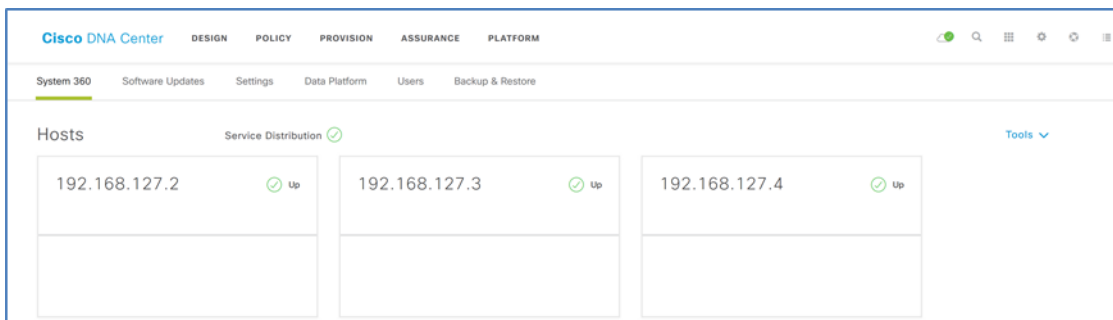 Cisco DNA Center DESIGN POLICY PROVISION ASSURANCE PLATFORM
System 360 Software Updates Settings Data Platform Users Backup & Restore
Hosts Service Distribution Tools
192.168.127.2 Up 192.168.127.3 Up 192.168.127.4 Up